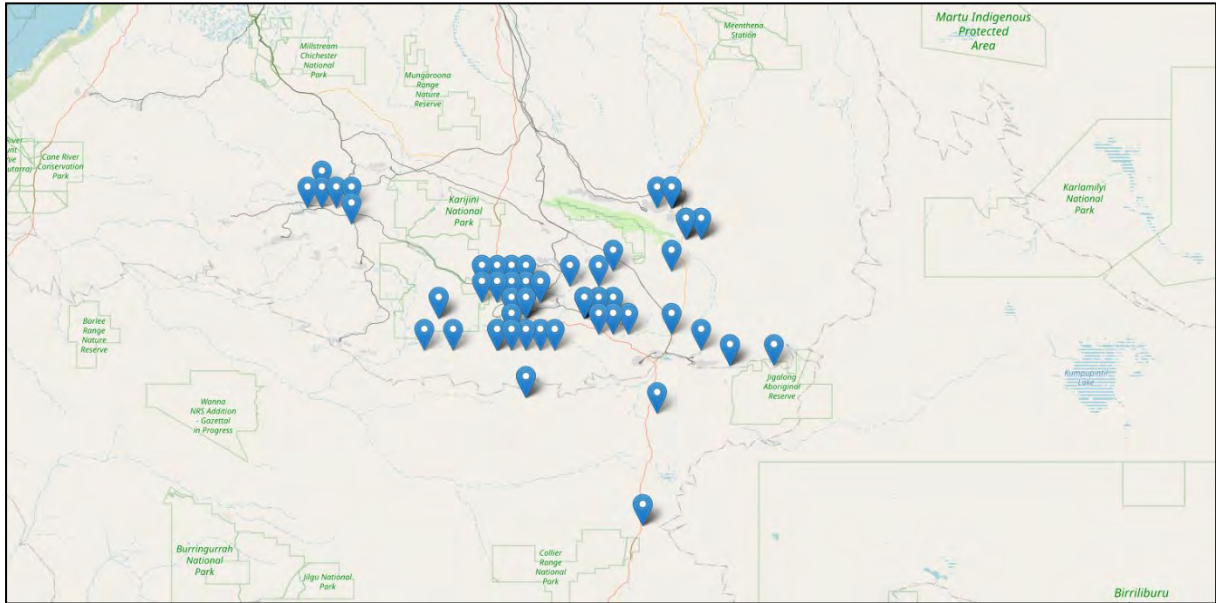 Martu Indigenous
Protected
Area
Meenthena
Station
Millstream
Chichester
National
Park
Mungaroona
Range
Nature
Reserve
River
Cane River
Conservation
Park
Karijini
National
Park
Karlamilyi
National
Park
Barlee
Range
Nature
Reserve
Wanna
NRS Addition
- Gazettal
in Progress
Jigalong
Aboriginal
Reserve
Kumpupintil
Lake
Burringurrah
National
Park
Jilgu National
Park
Collier
Range
National
Park
Birriliburu